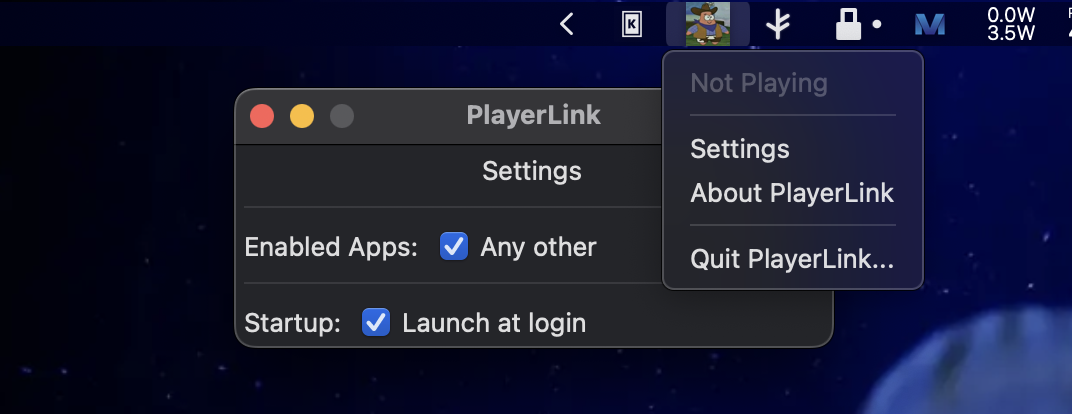 K
M
0.0W
3.5W
Not Playing
Settings
About PlayerLink
Quit PlayerLink...
PlayerLink
Settings
Enabled Apps: Any other
Startup: Launch at login